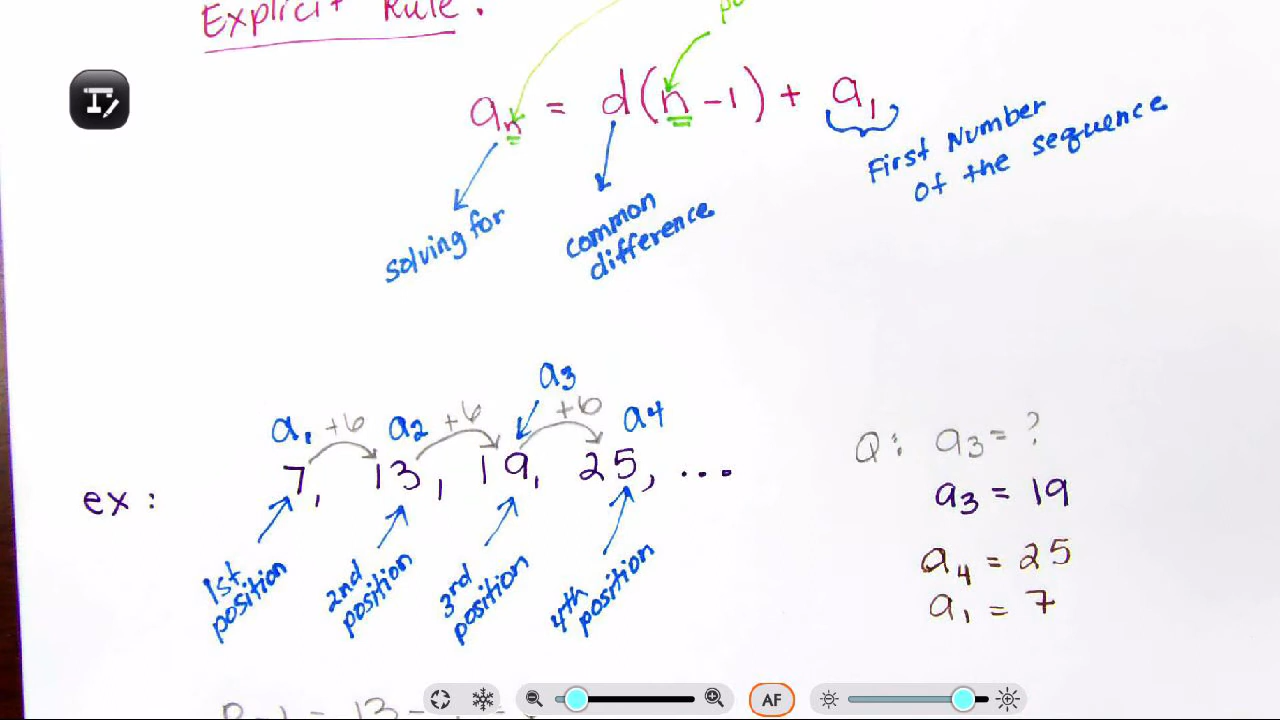 Explicit Rule:
aₙ = d(n-1) + a₁
solving for
common
difference
First Number
of the sequence
a₁ +6 a₂ +6 a₃ +6 a₄
ex: 7, 13, 19, 25, ...
1st
position
2nd
position
3rd
position
4th
position
Q: a₃ = ?
a₃ = 19
a₄ = 25
a₁ = 7
AF